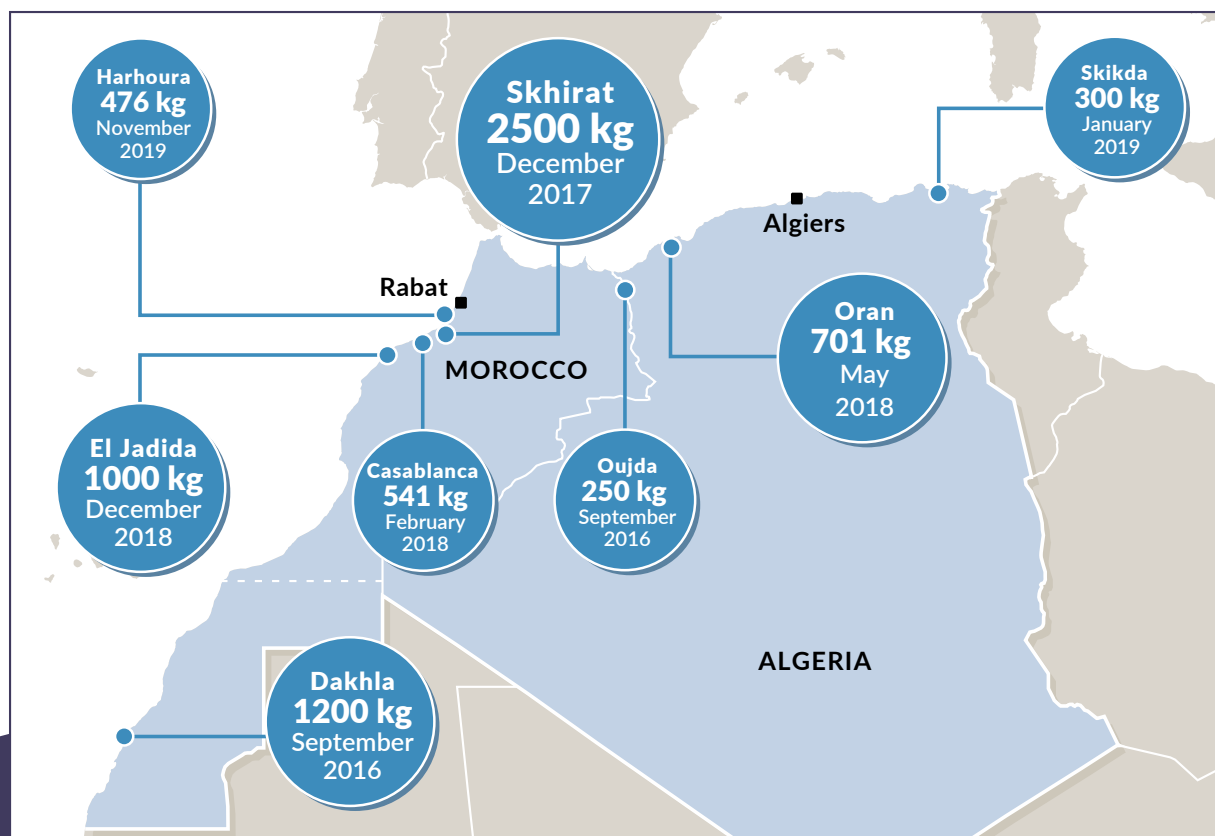 Harhoura
476 kg
November
2019
Skhirat
2500 kg
December
2017
Skikda
300 kg
January
2019
Algiers
Rabat
MOROCCO
Oran
701 kg
May
2018
El Jadida
1000 kg
December
2018
Casablanca
541 kg
February
2018
Oujda
250 kg
September
2016
ALGERIA
Dakhla
1200 kg
September
2016